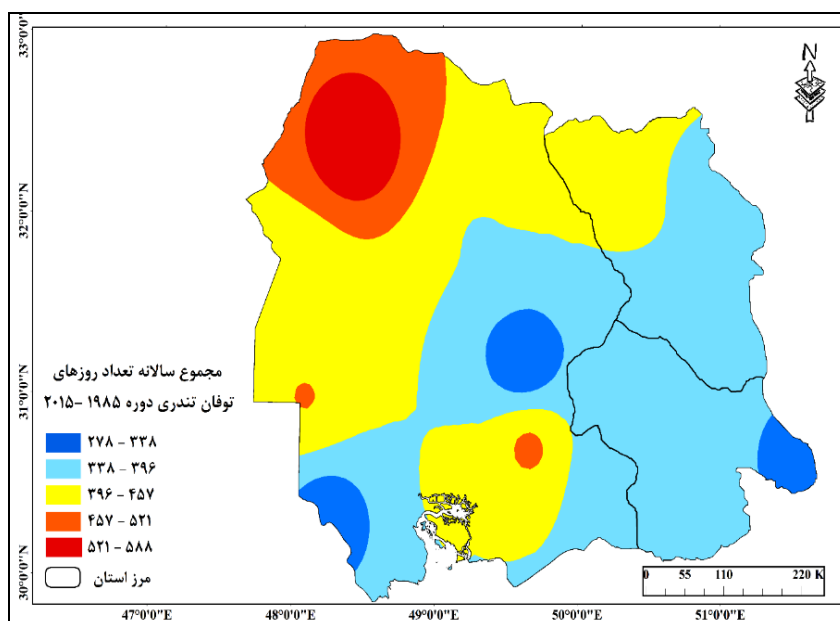 33°0'0"N
32°0'0"N
31°0'0"N
30°0'0"N
N
مجموع سالانه تعداد روزهای
توفان تندری دوره ۱۹۸۵ -۲۰۱۵
۲۷۸ - ۳۳۸
۳۳۸ - ۳۹۶
۳۹۶ - ۴۵۷
۴۵۷ - ۵۲۱
۵۲۱ - ۵۸۸
مرز استان
0 55 110 220 K
47°0'0"E 48°0'0"E 49°0'0"E 50°0'0"E 51°0'0"E